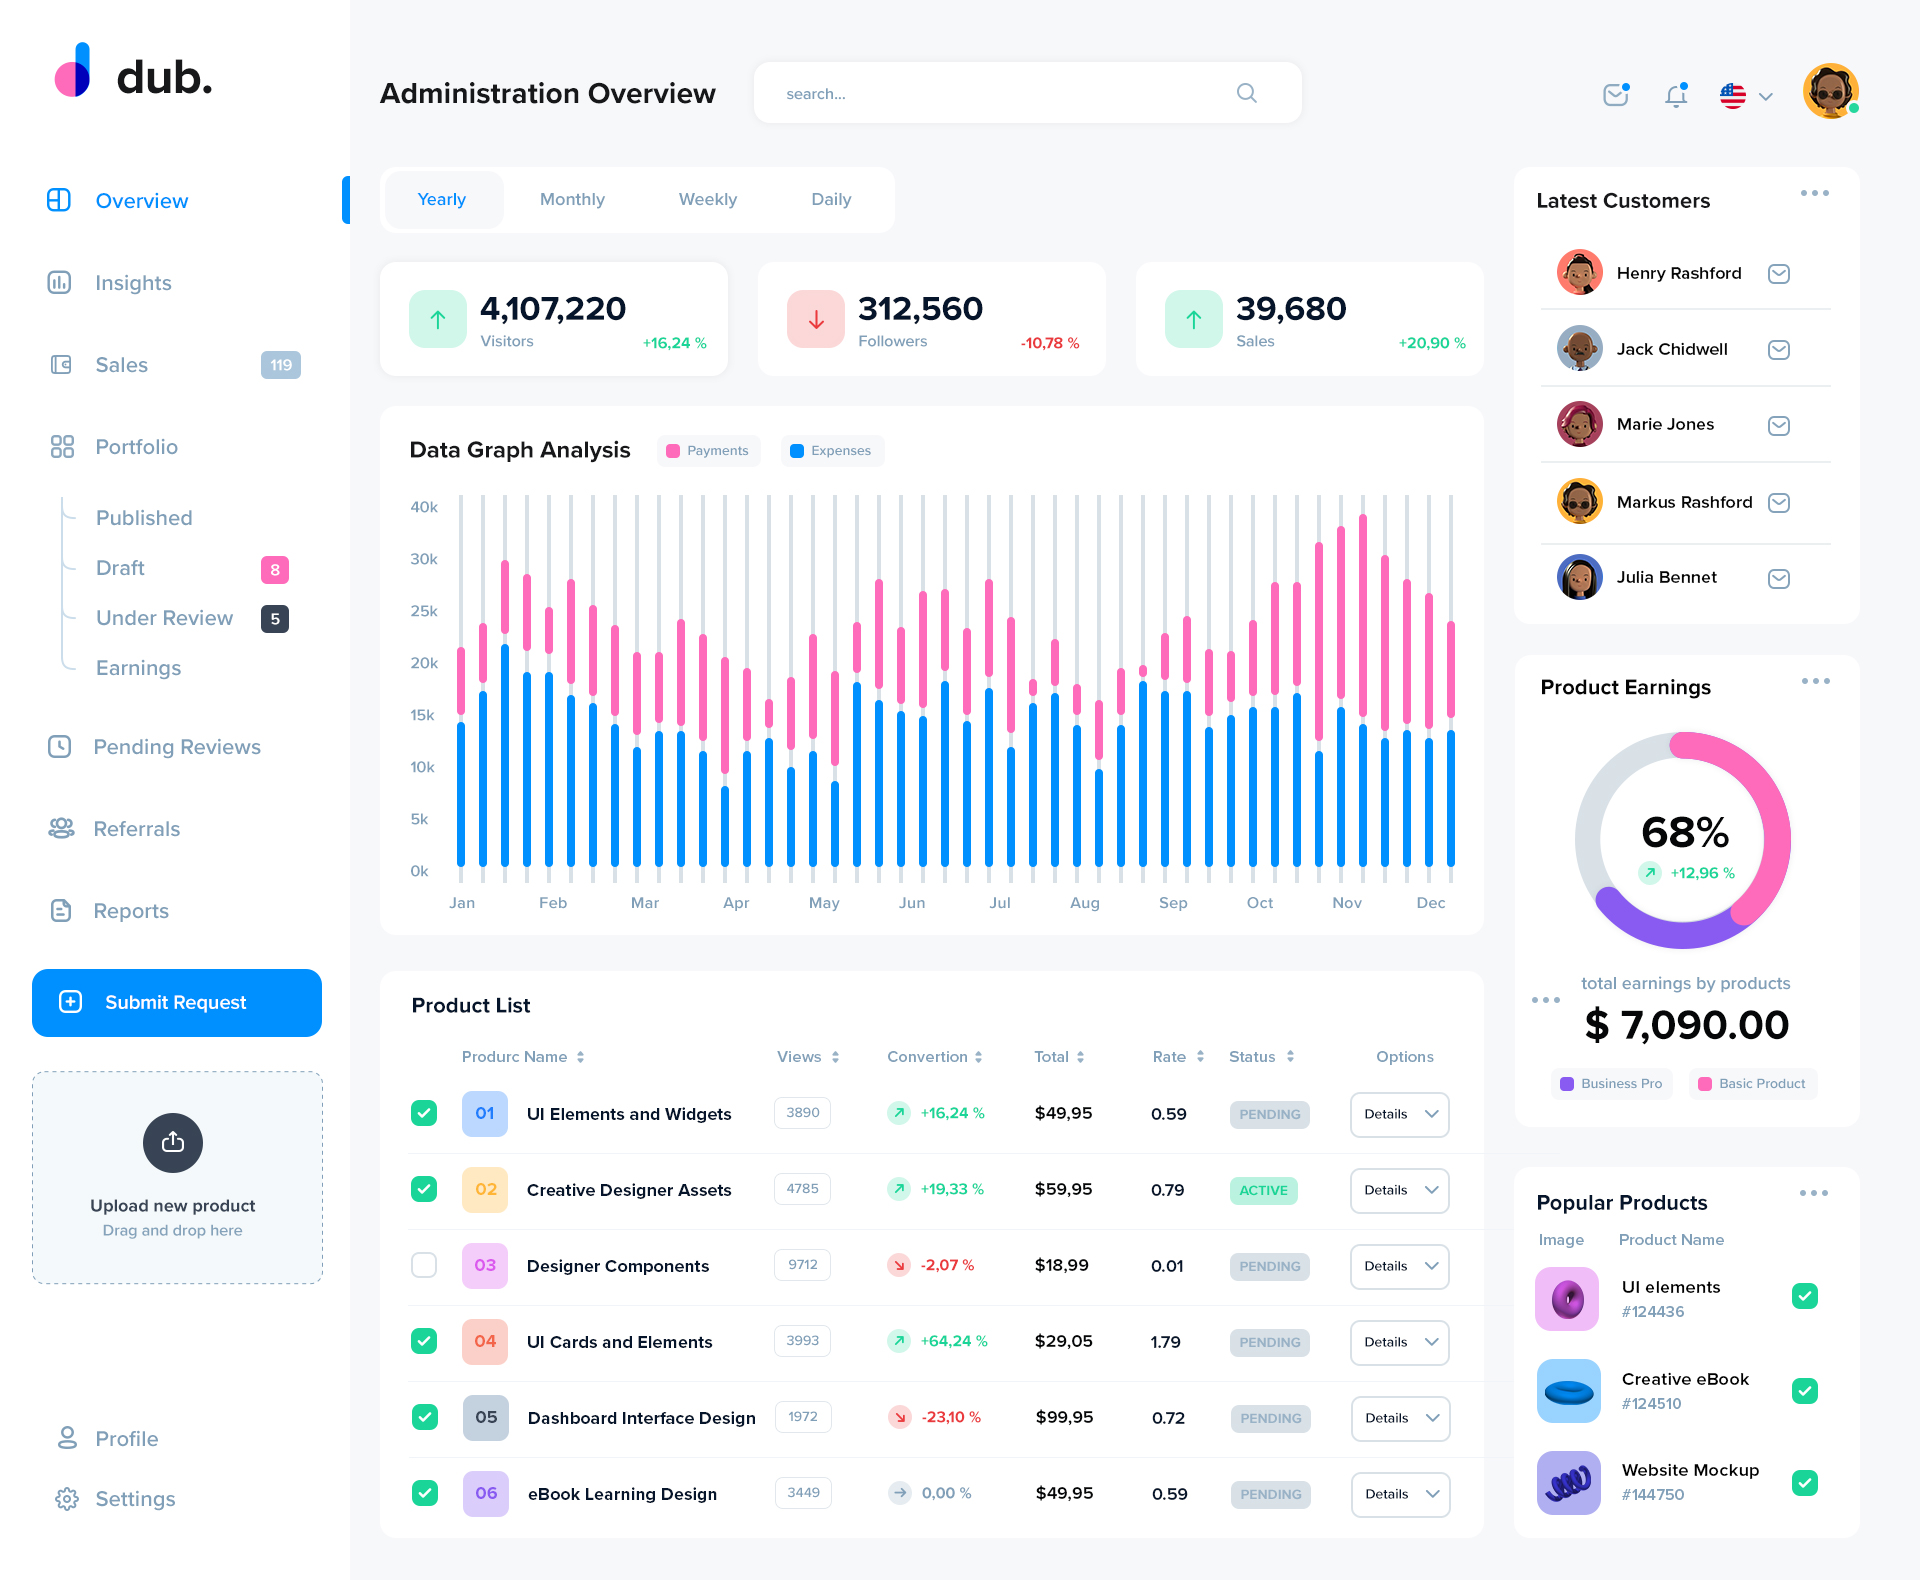 dub.
Overview
Insights
Sales 119
Portfolio
Published
Draft 8
Under Review 5
Earnings
Pending Reviews
Referrals
Reports
Submit Request
Upload new product
Drag and drop here
Profile
Settings
Administration Overview
search...
Yearly Monthly Weekly Daily
4,107,220
Visitors +16,24 %
312,560
Followers -10,78 %
39,680
Sales +20,90 %
Data Graph Analysis Payments Expenses
40k
30k
25k
20k
15k
10k
5k
0k
Jan Feb Mar Apr May Jun Jul Aug Sep Oct Nov Dec
Product List
Produrc Name Views Convertion Total Rate Status Options
01 UI Elements and Widgets 3890 +16,24 % $49,95 0.59 PENDING Details
02 Creative Designer Assets 4785 +19,33 % $59,95 0.79 ACTIVE Details
03 Designer Components 9712 -2,07 % $18,99 0.01 PENDING Details
04 UI Cards and Elements 3993 +64,24 % $29,05 1.79 PENDING Details
05 Dashboard Interface Design 1972 -23,10 % $99,95 0.72 PENDING Details
06 eBook Learning Design 3449 0,00 % $49,95 0.59 PENDING Details
Latest Customers
Henry Rashford
Jack Chidwell
Marie Jones
Markus Rashford
Julia Bennet
Product Earnings
68%
+12,96 %
total earnings by products
$ 7,090.00
Business Pro Basic Product
Popular Products
Image Product Name
UI elements
#124436
Creative eBook
#124510
Website Mockup
#144750